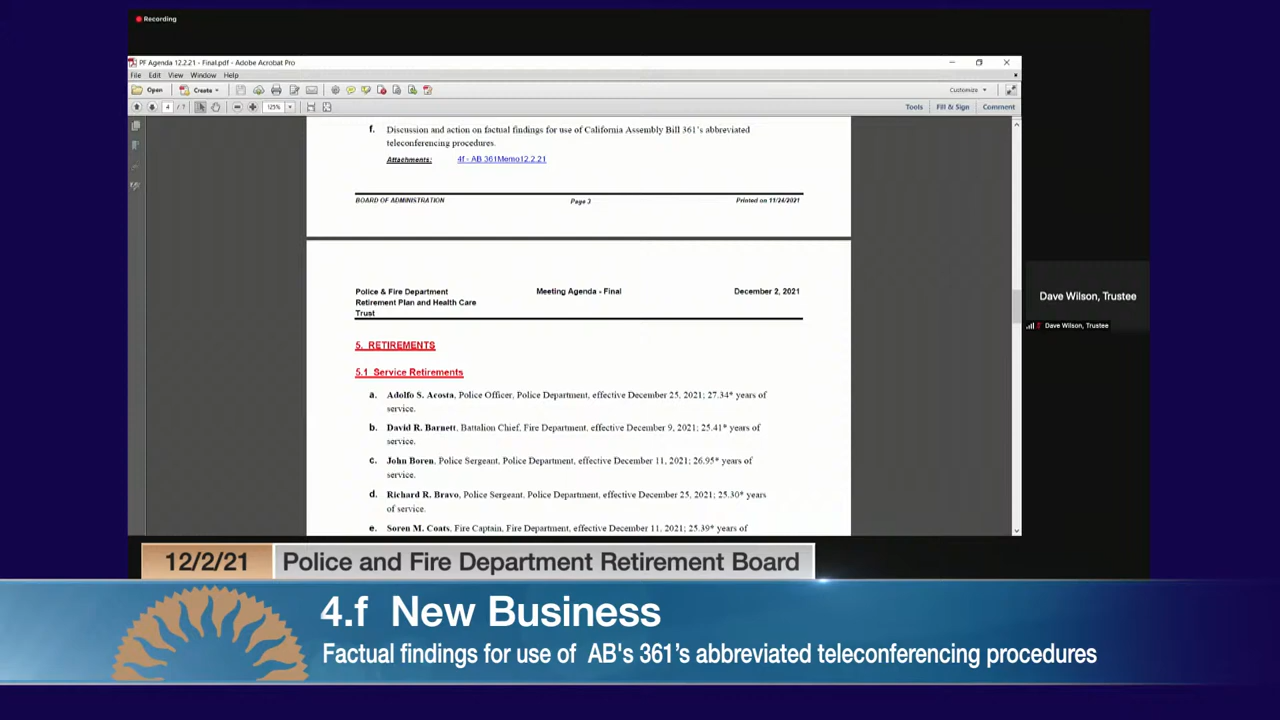 Recording
PF Agenda 12.2.21 - Final.pdf - Adobe Acrobat Pro
File Edit View Window Help
Open Create Customize
4 / 7 125% Tools Fill & Sign Comment
f. Discussion and action on factual findings for use of California Assembly Bill 361's abbreviated
teleconferencing procedures.
Attachments: 4f - AB 361Memo12.2.21
BOARD OF ADMINISTRATION Page 3 Printed on 11/24/2021
Police & Fire Department Meeting Agenda - Final December 2, 2021
Retirement Plan and Health Care
Trust
5. RETIREMENTS
5.1 Service Retirements
a. Adolfo S. Acosta, Police Officer, Police Department, effective December 25, 2021; 27.34* years of
service.
b. David R. Barnett, Battalion Chief, Fire Department, effective December 9, 2021; 25.41* years of
service.
c. John Boren, Police Sergeant, Police Department, effective December 11, 2021; 26.95* years of
service.
d. Richard R. Bravo, Police Sergeant, Police Department, effective December 25, 2021; 25.30* years
of service.
e. Soren M. Coats, Fire Captain, Fire Department, effective December 11, 2021; 25.39* years of
Dave Wilson, Trustee
Dave Wilson, Trustee
12/2/21 Police and Fire Department Retirement Board
4.f New Business
Factual findings for use of AB's 361's abbreviated teleconferencing procedures